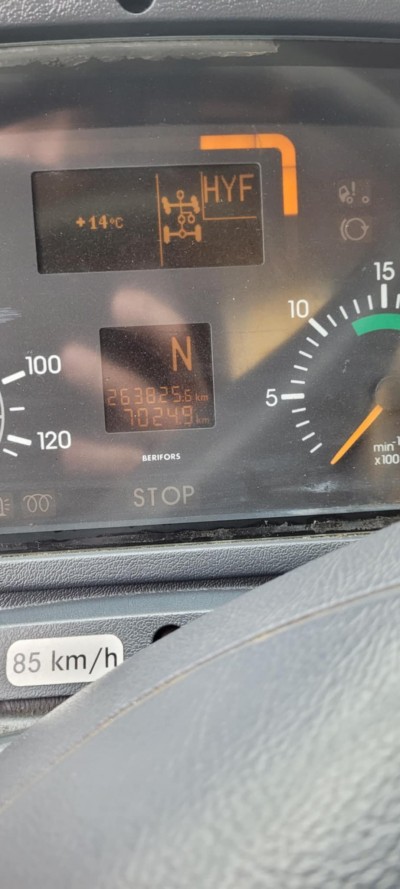 HYF
+14°C
15
10
5
100
120
N
263825.6 km
7024.9 km
BERIFORS
min-1
x100
STOP
85 km/h